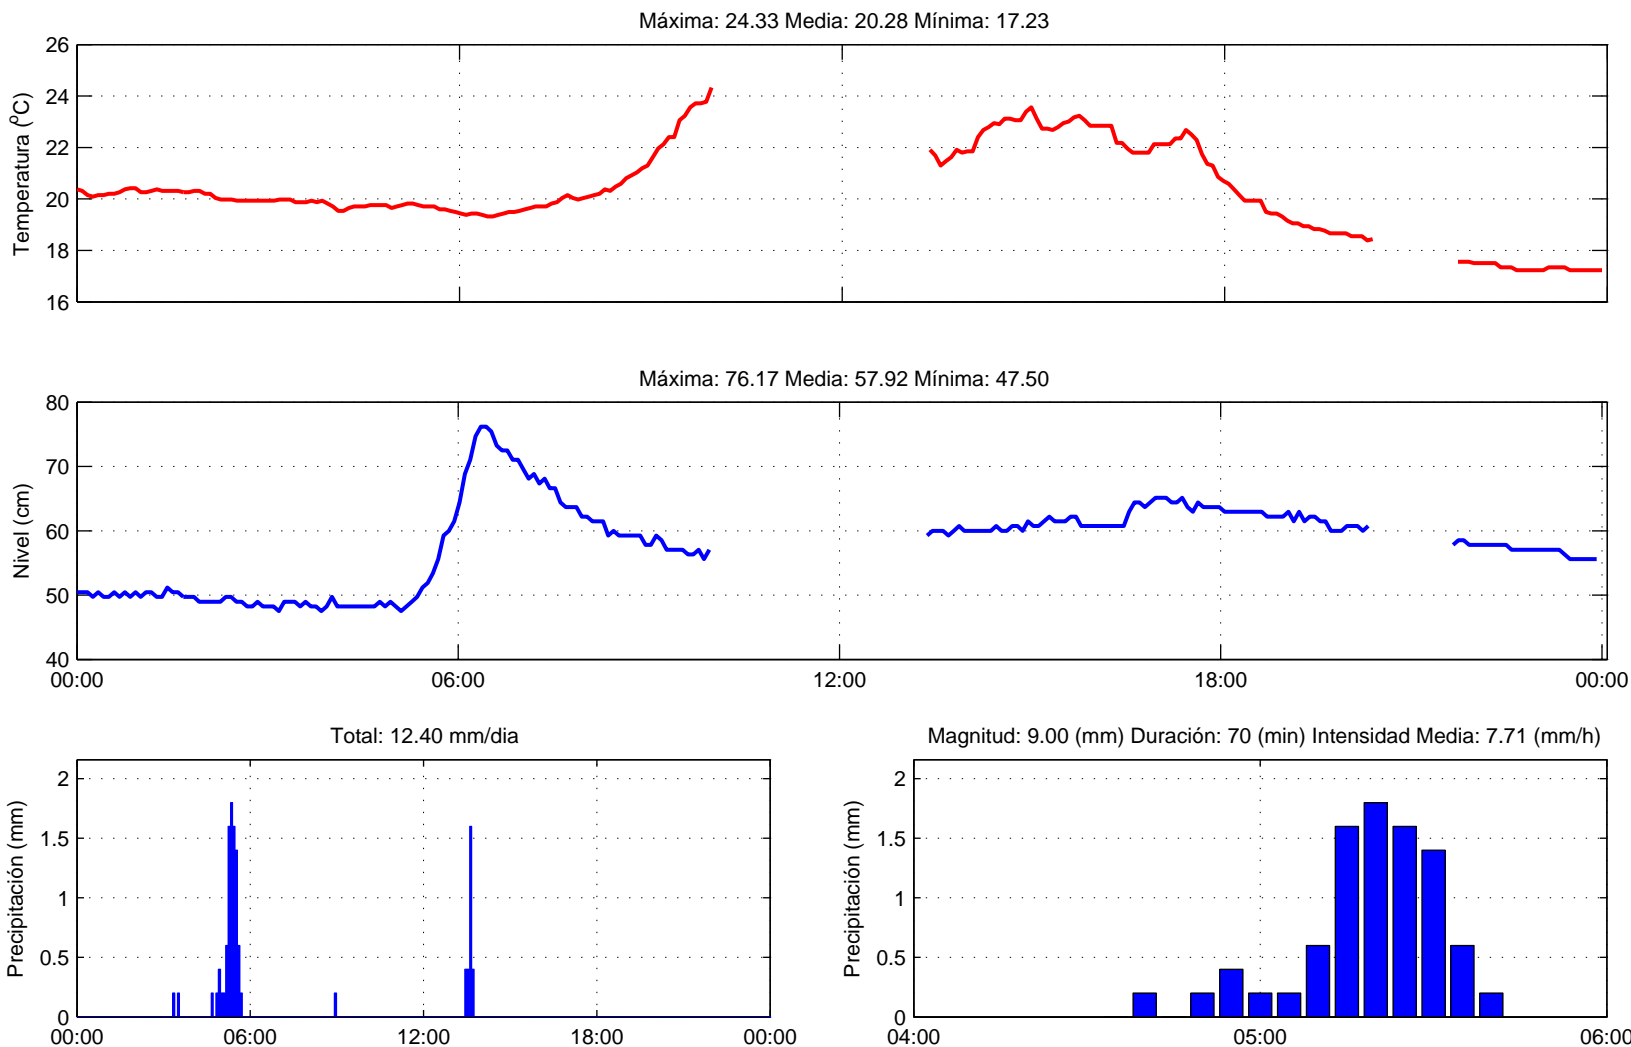 Máxima: 24.33 Media: 20.28 Mínima: 17.23
Temperatura (°C)
26
24
22
20
18
16
Máxima: 76.17 Media: 57.92 Mínima: 47.50
Nivel (cm)
80
70
60
50
40
00:00 06:00 12:00 18:00 00:00
Total: 12.40 mm/dia
Precipitación (mm)
2
1.5
1
0.5
0
00:00 06:00 12:00 18:00 00:00
Magnitud: 9.00 (mm) Duración: 70 (min) Intensidad Media: 7.71 (mm/h)
Precipitación (mm)
2
1.5
1
0.5
0
04:00 05:00 06:00